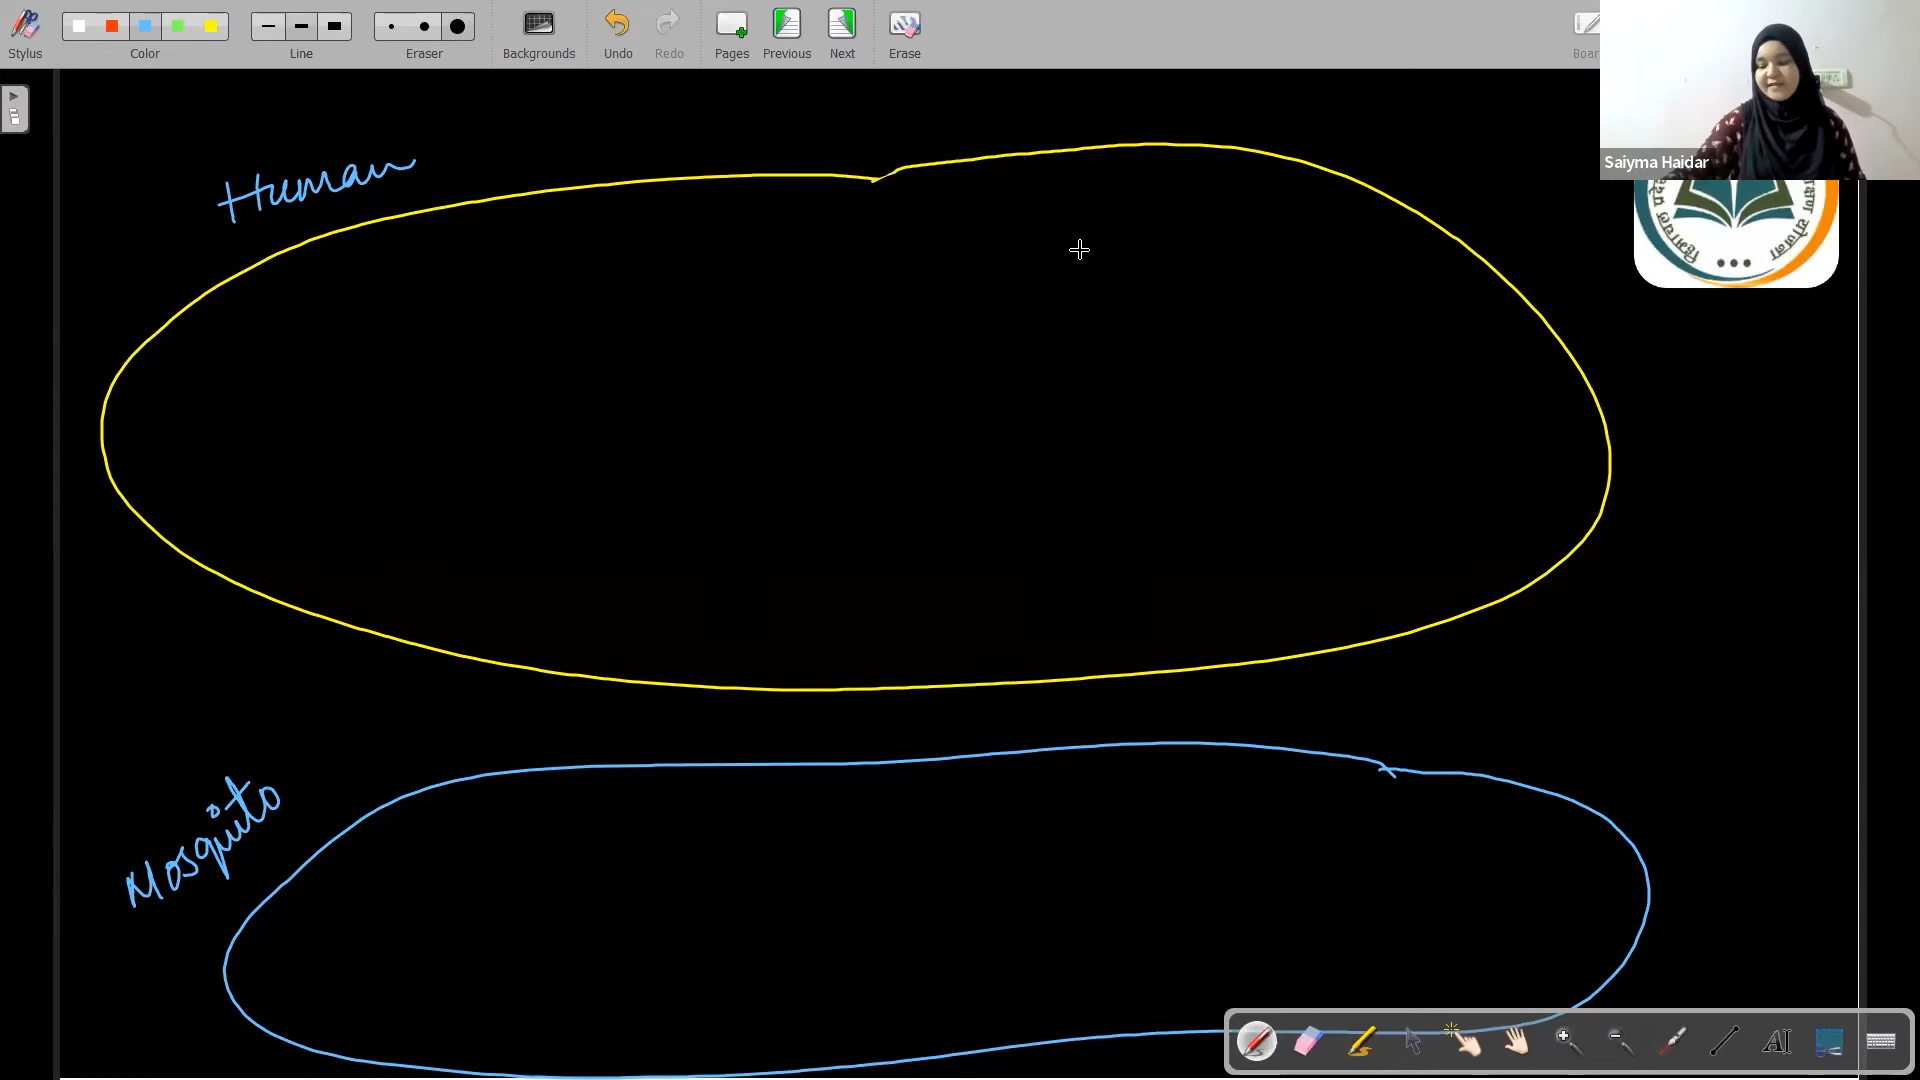 Stylus Color Line Eraser Backgrounds Undo Redo Pages Previous Next Erase
Saiyma Haidar
Human
Mosquito